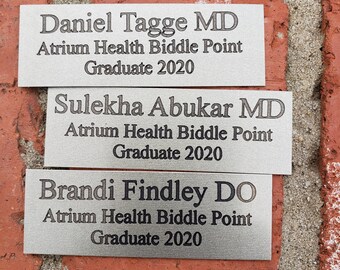 Daniel Tagge MD
Atrium Health Biddle Point
Graduate 2020
Sulekha Abukar MD
Atrium Health Biddle Point
Graduate 2020
Brandi Findley DO
Atrium Health Biddle Point
Graduate 2020